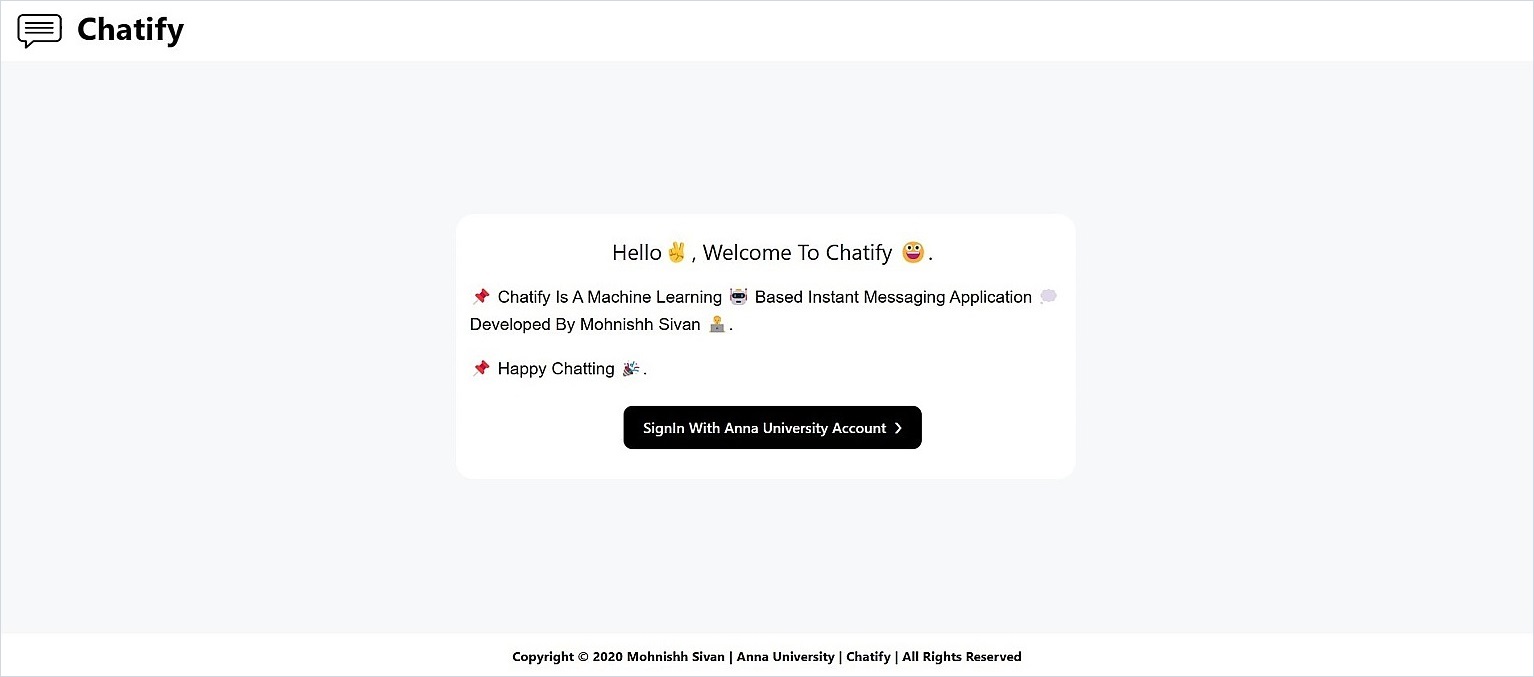 Chatify
Hello✌, Welcome To Chatify 😃.
📌 Chatify Is A Machine Learning 🤖 Based Instant Messaging Application 💭
Developed By Mohnishh Sivan 🧑‍💻.
📌 Happy Chatting 🎉.
SignIn With Anna University Account ❯
Copyright © 2020 Mohnishh Sivan | Anna University | Chatify | All Rights Reserved